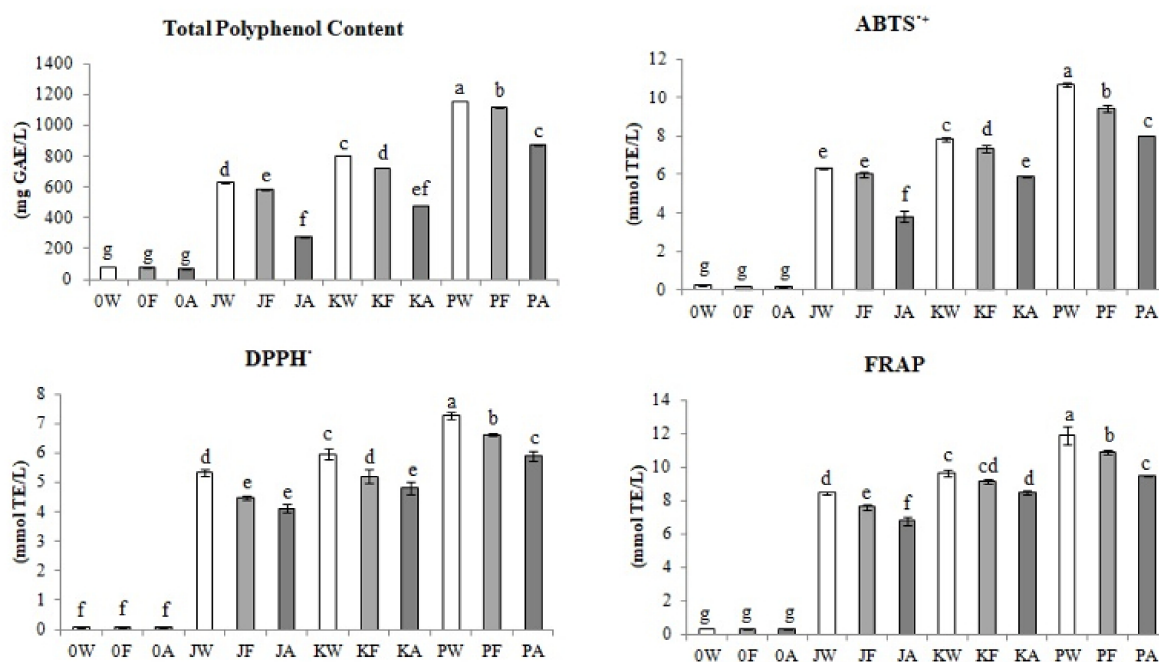 Total Polyphenol Content
(mg GAE/L)
1400
1200
1000
800
600
400
200
0
g g g d e f c d ef a b c
0W 0F 0A JW JF JA KW KF KA PW PF PA
ABTS·+
(mmol TE/L)
12
10
8
6
4
2
0
g g g e e f c d e a b c
0W 0F 0A JW JF JA KW KF KA PW PF PA
DPPH·
(mmol TE/L)
8
7
6
5
4
3
2
1
0
f f f d e e c d e a b c
0W 0F 0A JW JF JA KW KF KA PW PF PA
FRAP
(mmol TE/L)
14
12
10
8
6
4
2
0
g g g d e f c cd d a b c
0W 0F 0A JW JF JA KW KF KA PW PF PA